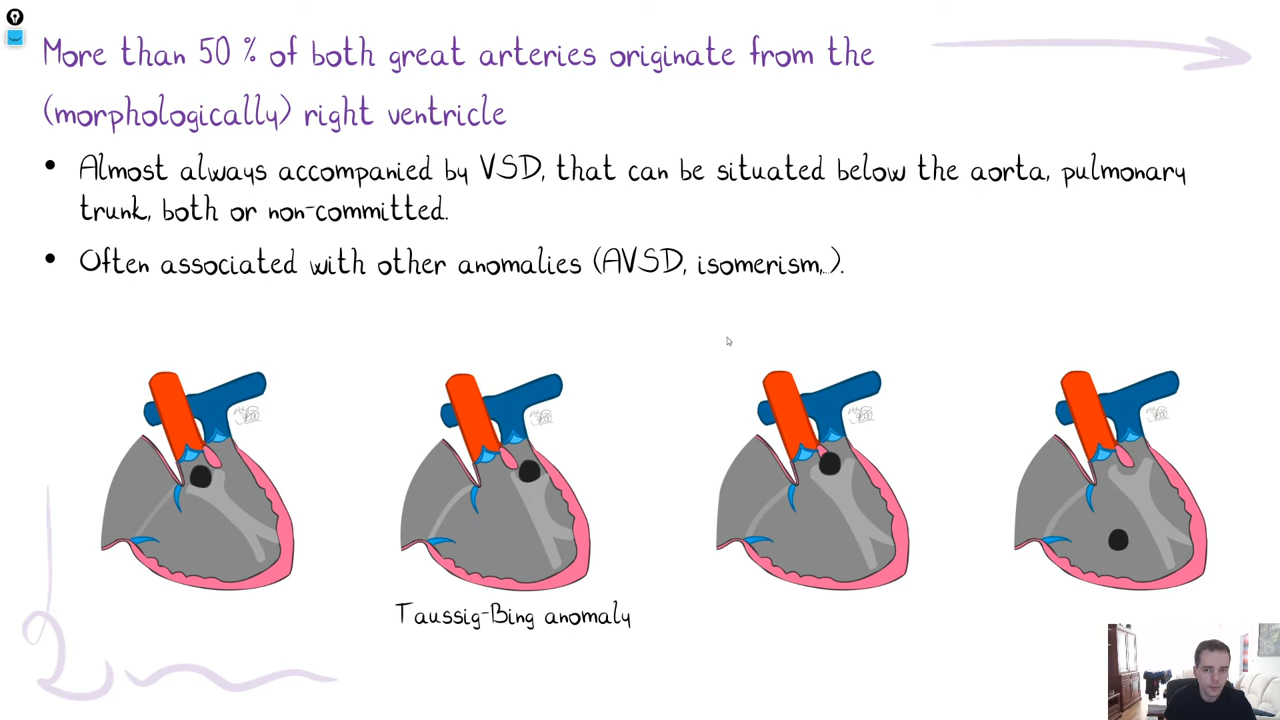 More than 50 % of both great arteries originate from the
(morphologically) right ventricle
• Almost always accompanied by VSD, that can be situated below the aorta, pulmonary
trunk, both or non-committed.
• Often associated with other anomalies (AVSD, isomerism,...).
Taussig-Bing anomaly